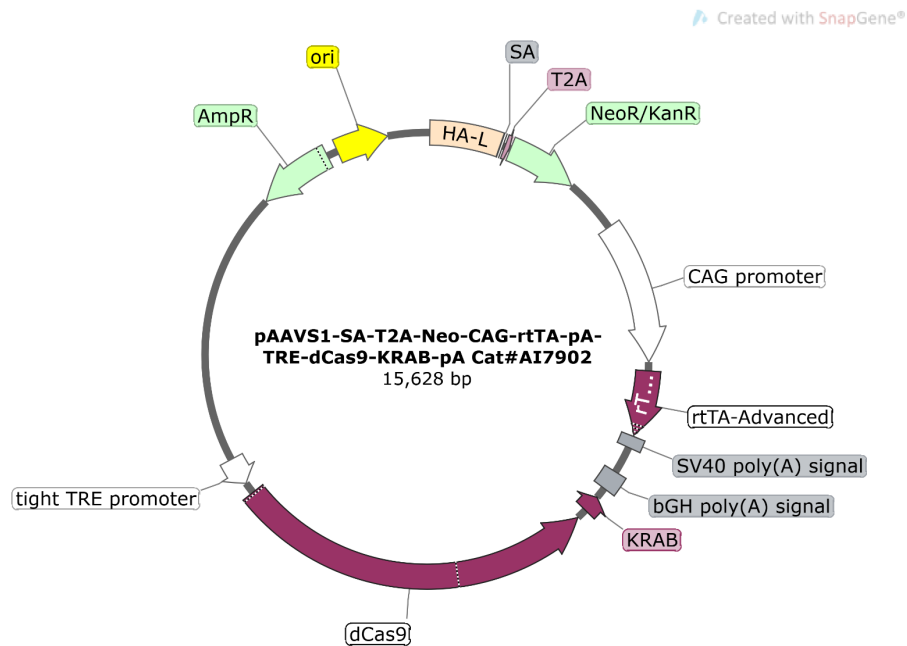 Created with SnapGene®
SA
ori
T2A
AmpR
NeoR/KanR
HA-L
CAG promoter
pAAVS1-SA-T2A-Neo-CAG-rtTA-pA-
TRE-dCas9-KRAB-pA Cat#AI7902
15,628 bp
rT...
rtTA-Advanced
SV40 poly(A) signal
tight TRE promoter
bGH poly(A) signal
KRAB
dCas9